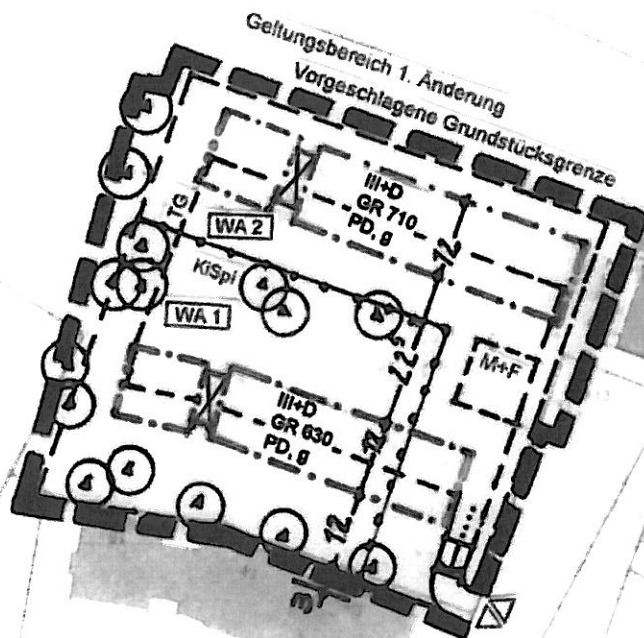 Geltungsbereich 1. Änderung
Vorgeschlagene Grundstücksgrenze
III+D
GR 710
PD, g
12
TG
WA 2
KiSpi
WA 1
22
M+F
III+D
GR 630
PD, g
12
12
3